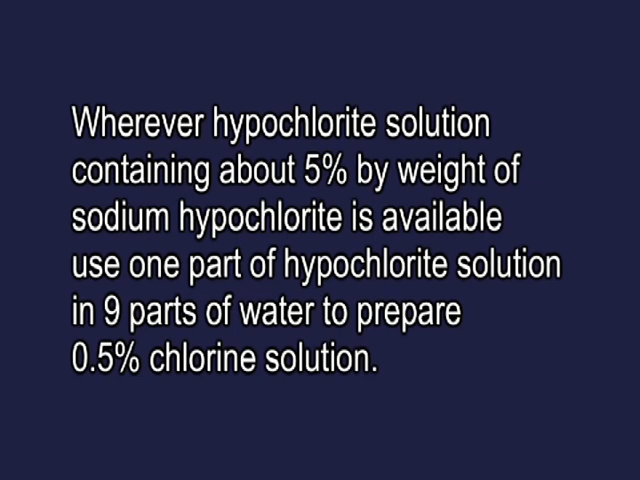 Wherever hypochlorite solution
containing about 5% by weight of
sodium hypochlorite is available
use one part of hypochlorite solution
in 9 parts of water to prepare
0.5% chlorine solution.